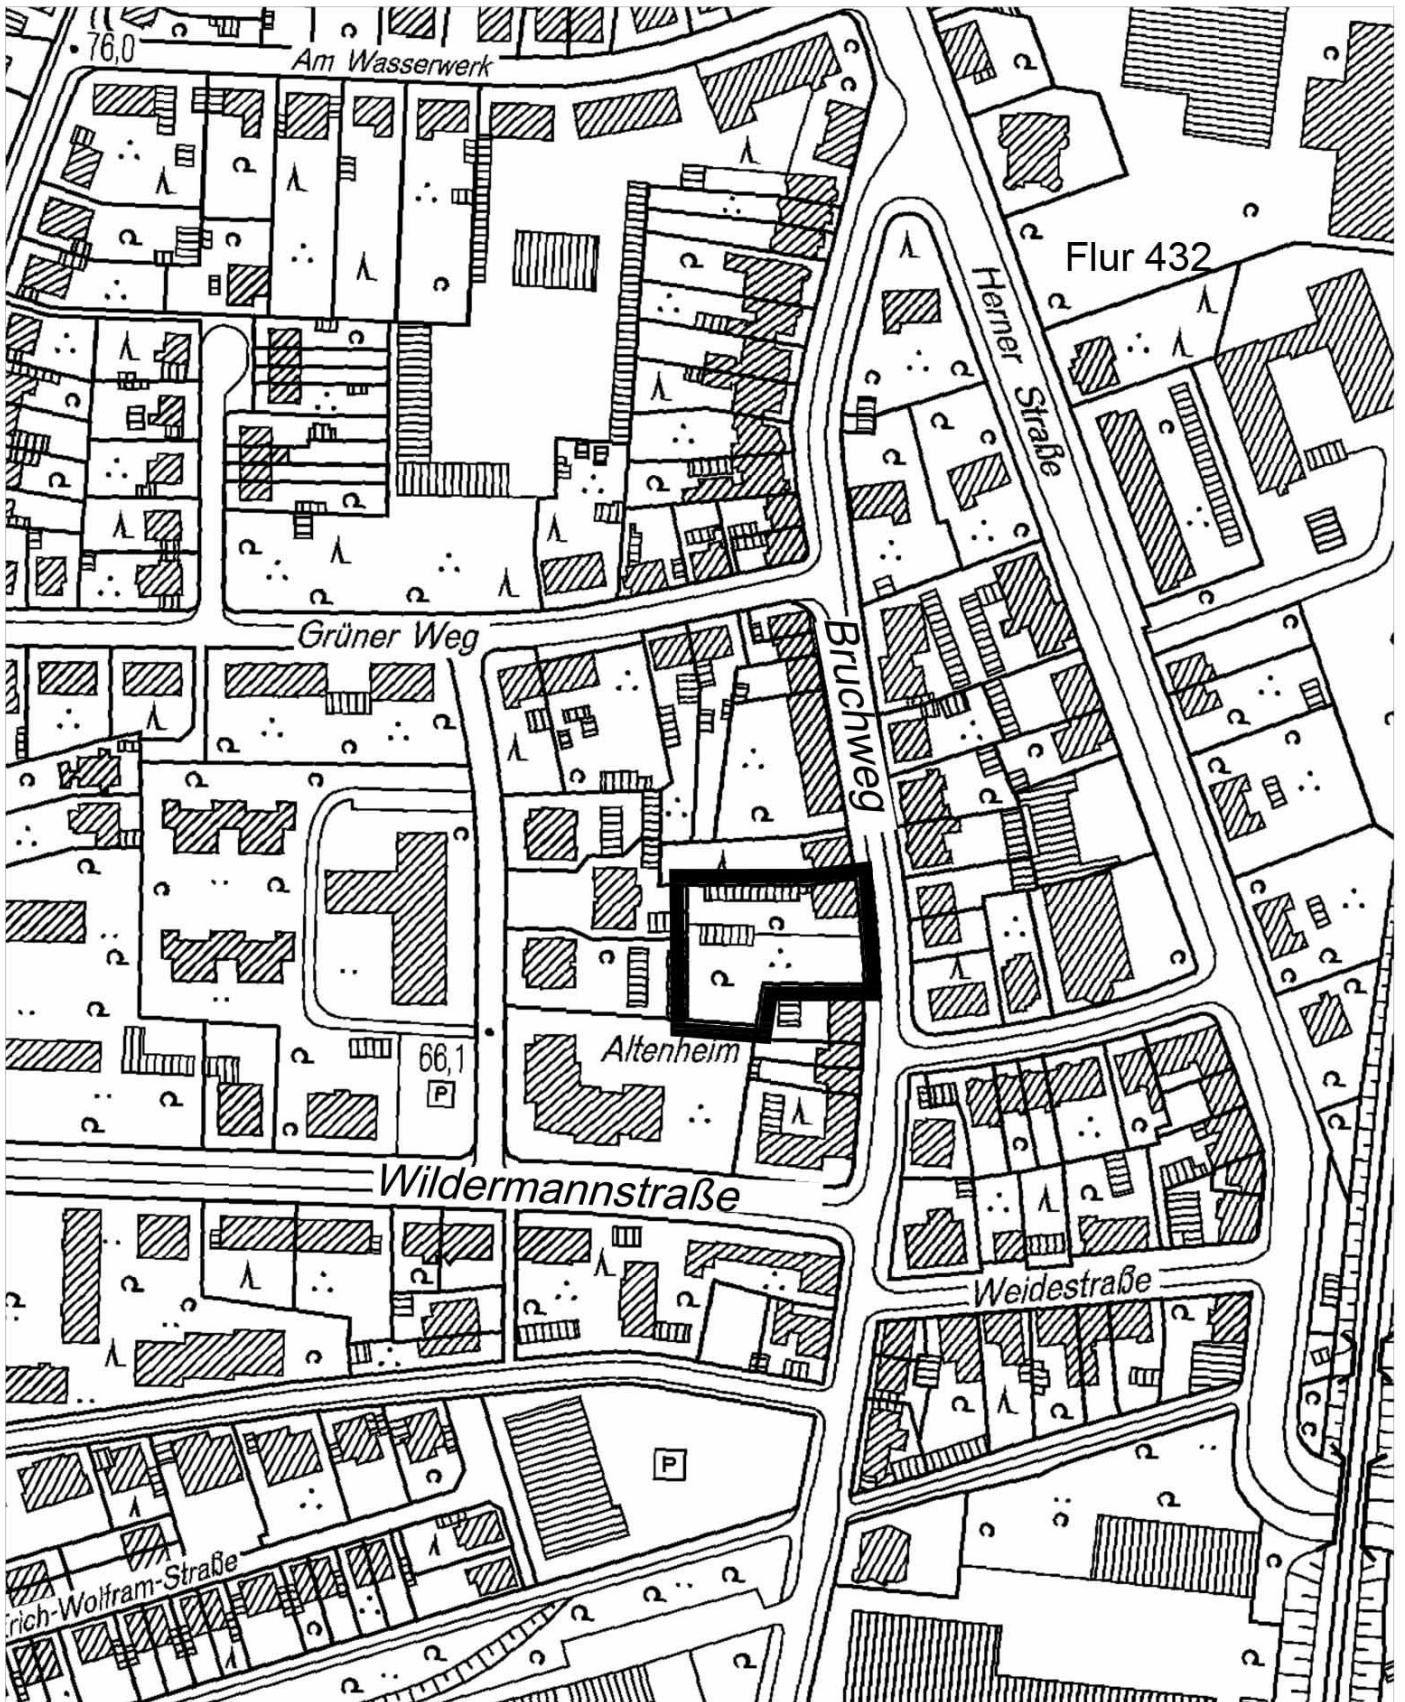 76,0
Am Wasserwerk
Flur 432
Herner Straße
Grüner Weg
Bruchweg
Altenheim
66,1
P
Wildermannstraße
Weidestraße
P
rich-Wolfram-Straße